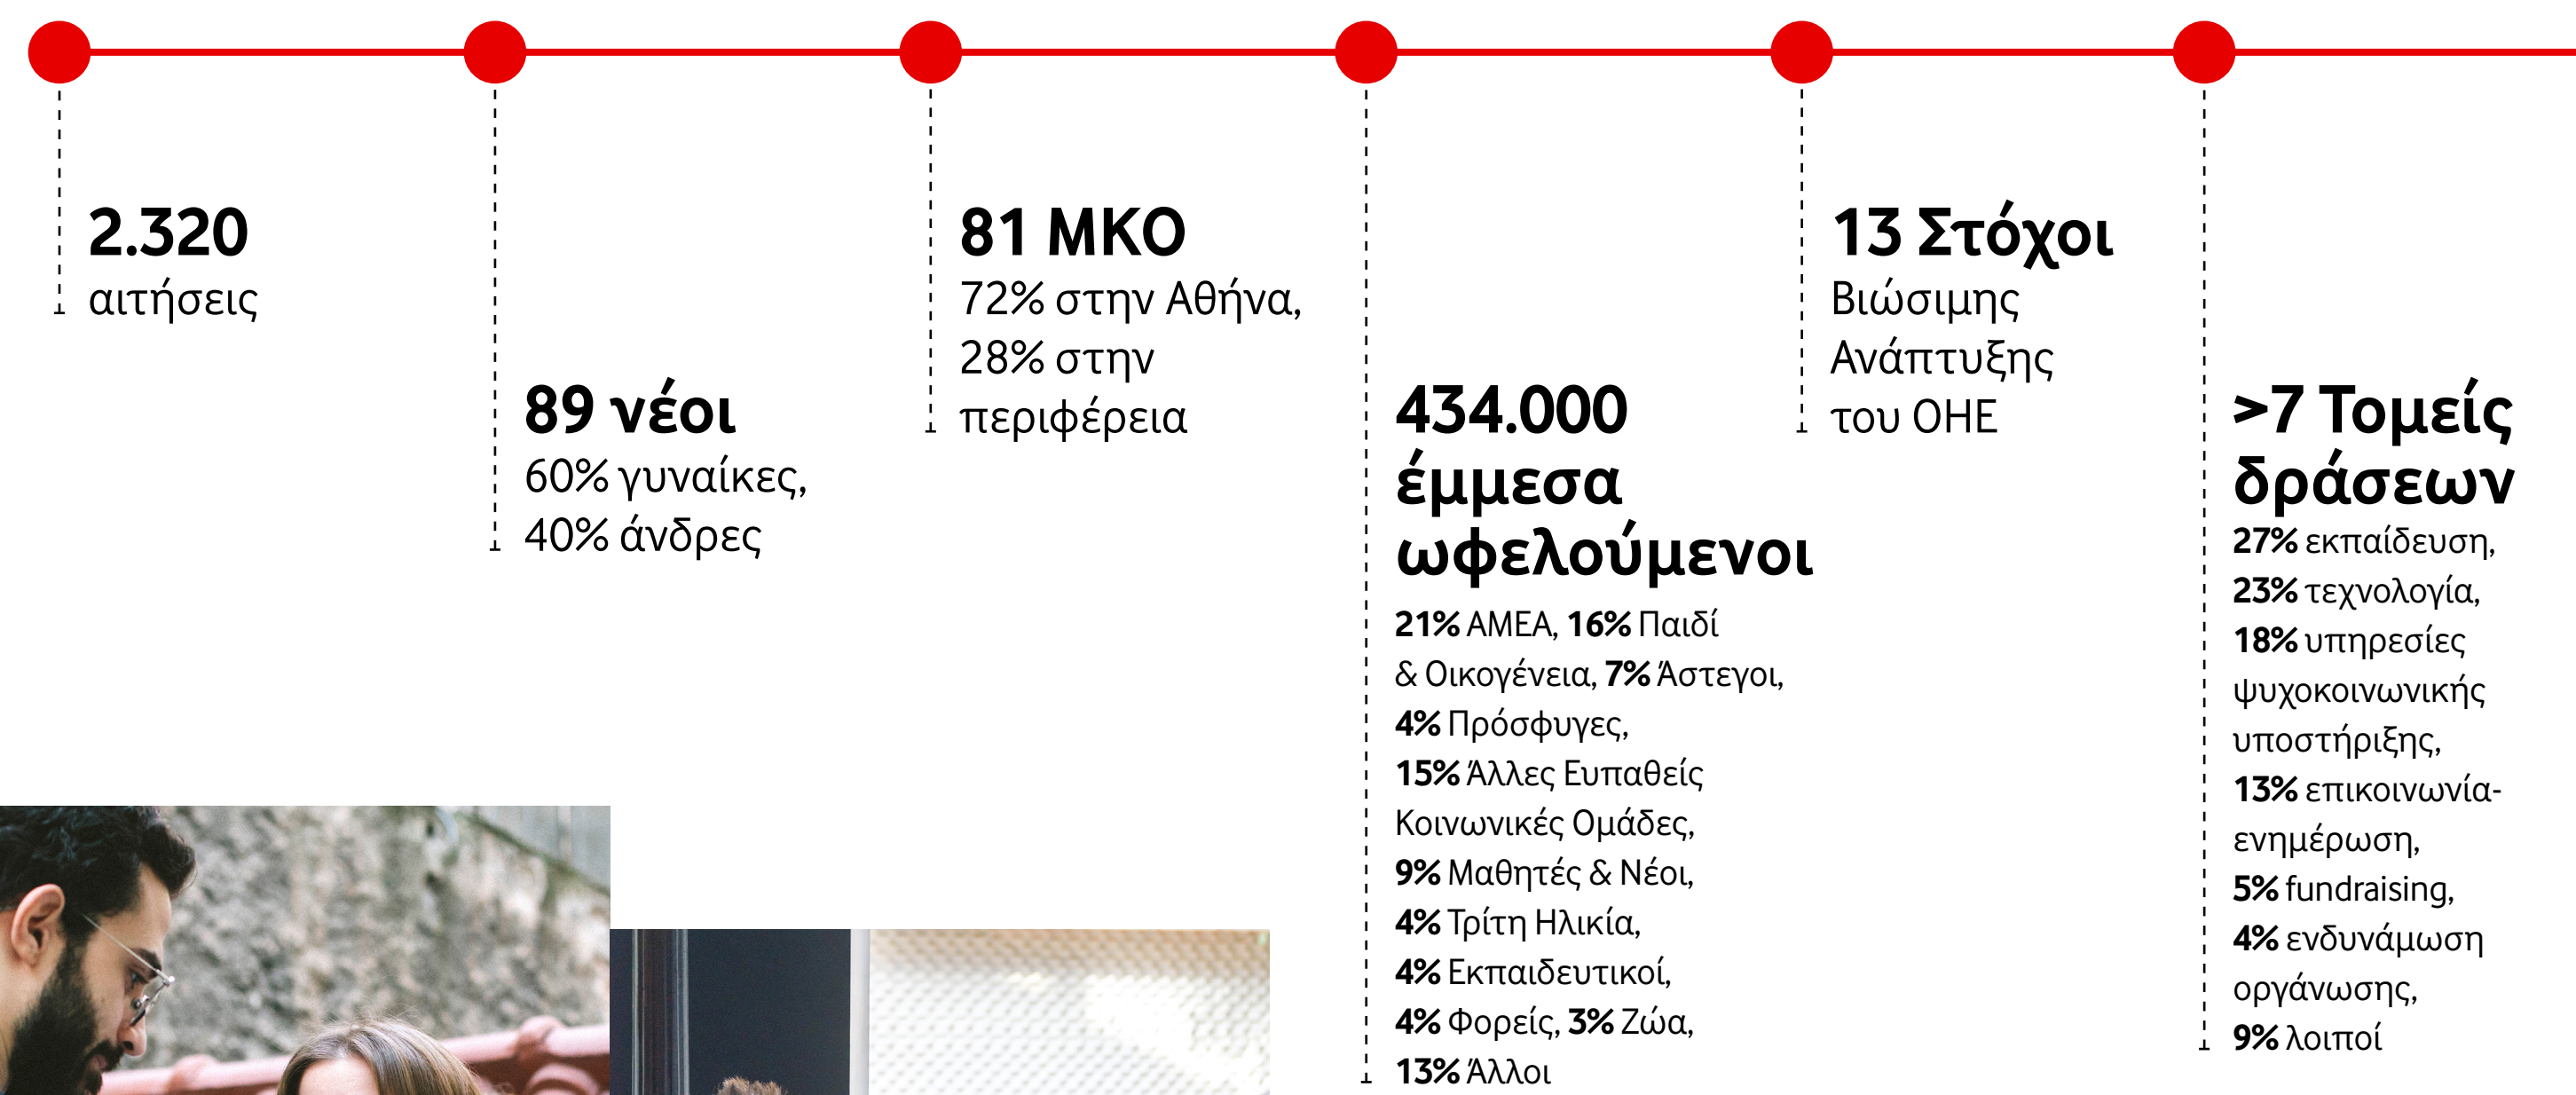 2.320
αιτήσεις
89 νέοι
60% γυναίκες,
40% άνδρες
81 ΜΚΟ
72% στην Αθήνα,
28% στην
περιφέρεια
434.000
έμμεσα
ωφελούμενοι
21% ΑΜΕΑ, 16% Παιδί
& Οικογένεια, 7% Άστεγοι,
4% Πρόσφυγες,
15% Άλλες Ευπαθείς
Κοινωνικές Ομάδες,
9% Μαθητές & Νέοι,
4% Τρίτη Ηλικία,
4% Εκπαιδευτικοί,
4% Φορείς, 3% Ζώα,
13% Άλλοι
13 Στόχοι
Βιώσιμης
Ανάπτυξης
του ΟΗΕ
>7 Τομείς
δράσεων
27% εκπαίδευση,
23% τεχνολογία,
18% υπηρεσίες
ψυχοκοινωνικής
υποστήριξης,
13% επικοινωνία-
ενημέρωση,
5% fundraising,
4% ενδυνάμωση
οργάνωσης,
9% λοιποί